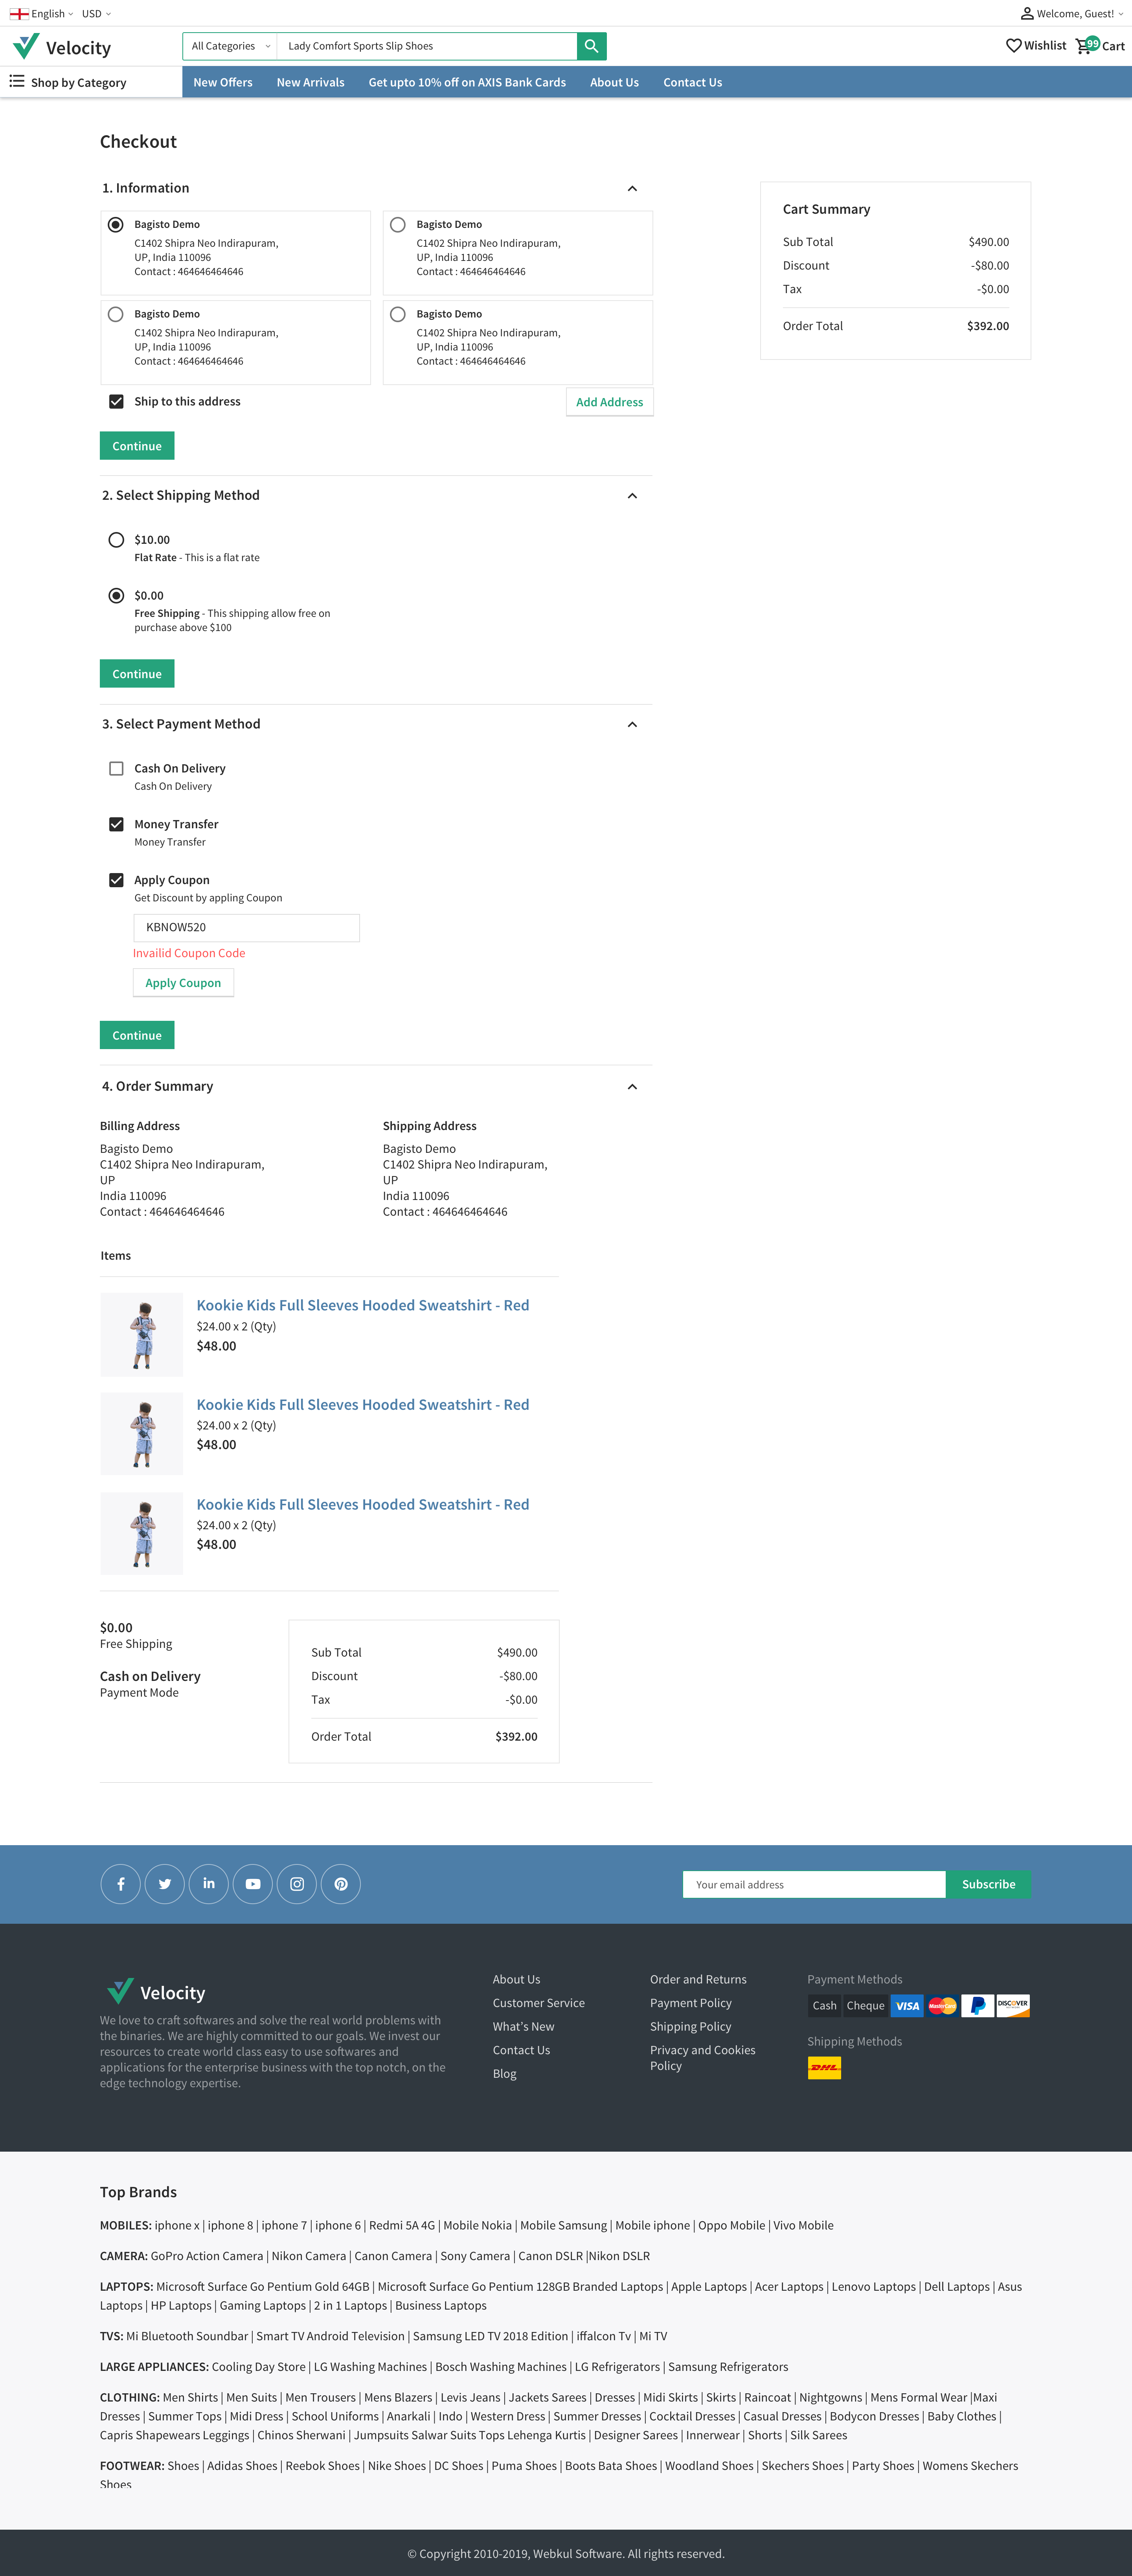 English USD Welcome, Guest!
Velocity All Categories Lady Comfort Sports Slip Shoes Wishlist 99 Cart
Shop by Category New Offers New Arrivals Get upto 10% off on AXIS Bank Cards About Us Contact Us
Checkout
1. Information
Bagisto Demo
C1402 Shipra Neo Indirapuram,
UP, India 110096
Contact : 464646464646
Bagisto Demo
C1402 Shipra Neo Indirapuram,
UP, India 110096
Contact : 464646464646
Bagisto Demo
C1402 Shipra Neo Indirapuram,
UP, India 110096
Contact : 464646464646
Bagisto Demo
C1402 Shipra Neo Indirapuram,
UP, India 110096
Contact : 464646464646
Ship to this address
Add Address
Continue
Cart Summary
Sub Total $490.00
Discount -$80.00
Tax -$0.00
Order Total $392.00
2. Select Shipping Method
$10.00
Flat Rate - This is a flat rate
$0.00
Free Shipping - This shipping allow free on
purchase above $100
Continue
3. Select Payment Method
Cash On Delivery
Cash On Delivery
Money Transfer
Money Transfer
Apply Coupon
Get Discount by appling Coupon
KBNOW520
Invailid Coupon Code
Apply Coupon
Continue
4. Order Summary
Billing Address
Bagisto Demo
C1402 Shipra Neo Indirapuram,
UP
India 110096
Contact : 464646464646
Shipping Address
Bagisto Demo
C1402 Shipra Neo Indirapuram,
UP
India 110096
Contact : 464646464646
Items
Kookie Kids Full Sleeves Hooded Sweatshirt - Red
$24.00 x 2 (Qty)
$48.00
Kookie Kids Full Sleeves Hooded Sweatshirt - Red
$24.00 x 2 (Qty)
$48.00
Kookie Kids Full Sleeves Hooded Sweatshirt - Red
$24.00 x 2 (Qty)
$48.00
$0.00
Free Shipping
Cash on Delivery
Payment Mode
Sub Total $490.00
Discount -$80.00
Tax -$0.00
Order Total $392.00
Your email address Subscribe
Velocity
We love to craft softwares and solve the real world problems with
the binaries. We are highly committed to our goals. We invest our
resources to create world class easy to use softwares and
applications for the enterprise business with the top notch, on the
edge technology expertise.
About Us
Customer Service
What's New
Contact Us
Blog
Order and Returns
Payment Policy
Shipping Policy
Privacy and Cookies
Policy
Payment Methods
Cash Cheque VISA MasterCard DISCOVER
Shipping Methods
DHL
Top Brands
MOBILES: iphone x | iphone 8 | iphone 7 | iphone 6 | Redmi 5A 4G | Mobile Nokia | Mobile Samsung | Mobile iphone | Oppo Mobile | Vivo Mobile
CAMERA: GoPro Action Camera | Nikon Camera | Canon Camera | Sony Camera | Canon DSLR |Nikon DSLR
LAPTOPS: Microsoft Surface Go Pentium Gold 64GB | Microsoft Surface Go Pentium 128GB Branded Laptops | Apple Laptops | Acer Laptops | Lenovo Laptops | Dell Laptops | Asus
Laptops | HP Laptops | Gaming Laptops | 2 in 1 Laptops | Business Laptops
TVS: Mi Bluetooth Soundbar | Smart TV Android Television | Samsung LED TV 2018 Edition | iffalcon Tv | Mi TV
LARGE APPLIANCES: Cooling Day Store | LG Washing Machines | Bosch Washing Machines | LG Refrigerators | Samsung Refrigerators
CLOTHING: Men Shirts | Men Suits | Men Trousers | Mens Blazers | Levis Jeans | Jackets Sarees | Dresses | Midi Skirts | Skirts | Raincoat | Nightgowns | Mens Formal Wear |Maxi
Dresses | Summer Tops | Midi Dress | School Uniforms | Anarkali | Indo | Western Dress | Summer Dresses | Cocktail Dresses | Casual Dresses | Bodycon Dresses | Baby Clothes |
Capris Shapewears Leggings | Chinos Sherwani | Jumpsuits Salwar Suits Tops Lehenga Kurtis | Designer Sarees | Innerwear | Shorts | Silk Sarees
FOOTWEAR: Shoes | Adidas Shoes | Reebok Shoes | Nike Shoes | DC Shoes | Puma Shoes | Boots Bata Shoes | Woodland Shoes | Skechers Shoes | Party Shoes | Womens Skechers
Shoes
© Copyright 2010-2019, Webkul Software. All rights reserved.